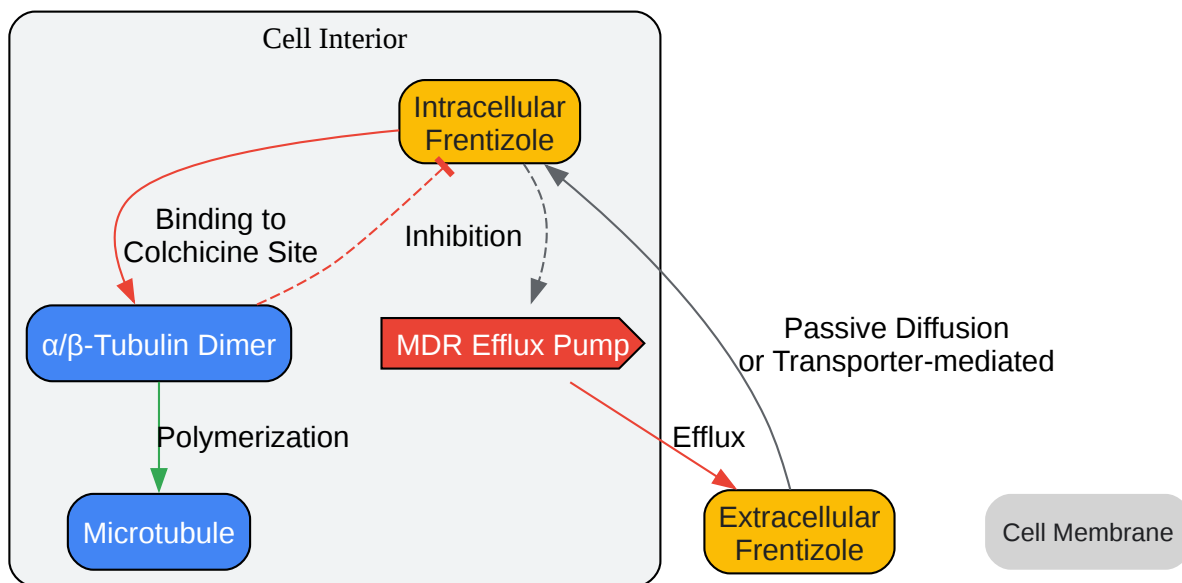 Cell Interior
Intracellular
Frentizole
Binding to
Colchicine Site
Inhibition
α/β-Tubulin Dimer
MDR Efflux Pump
Passive Diffusion
or Transporter-mediated
Polymerization
Efflux
Microtubule
Extracellular
Frentizole
Cell Membrane